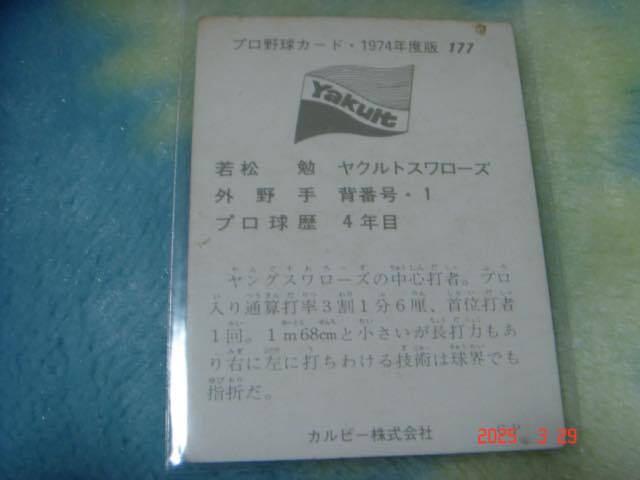 プロ野球カード・1974年度版 177
Yakult
若松 勉 ヤクルトスワローズ
外野手 背番号・1
プロ球歴 4年目
ヤングスワローズの中心打者。プロ
入り通算打率3割1分6厘、首位打者
1回。1m68cmと小さいが長打力もあ
り右に左に打ちわける技術は球界でも
指折だ。
カルビー株式会社
2025 3 29